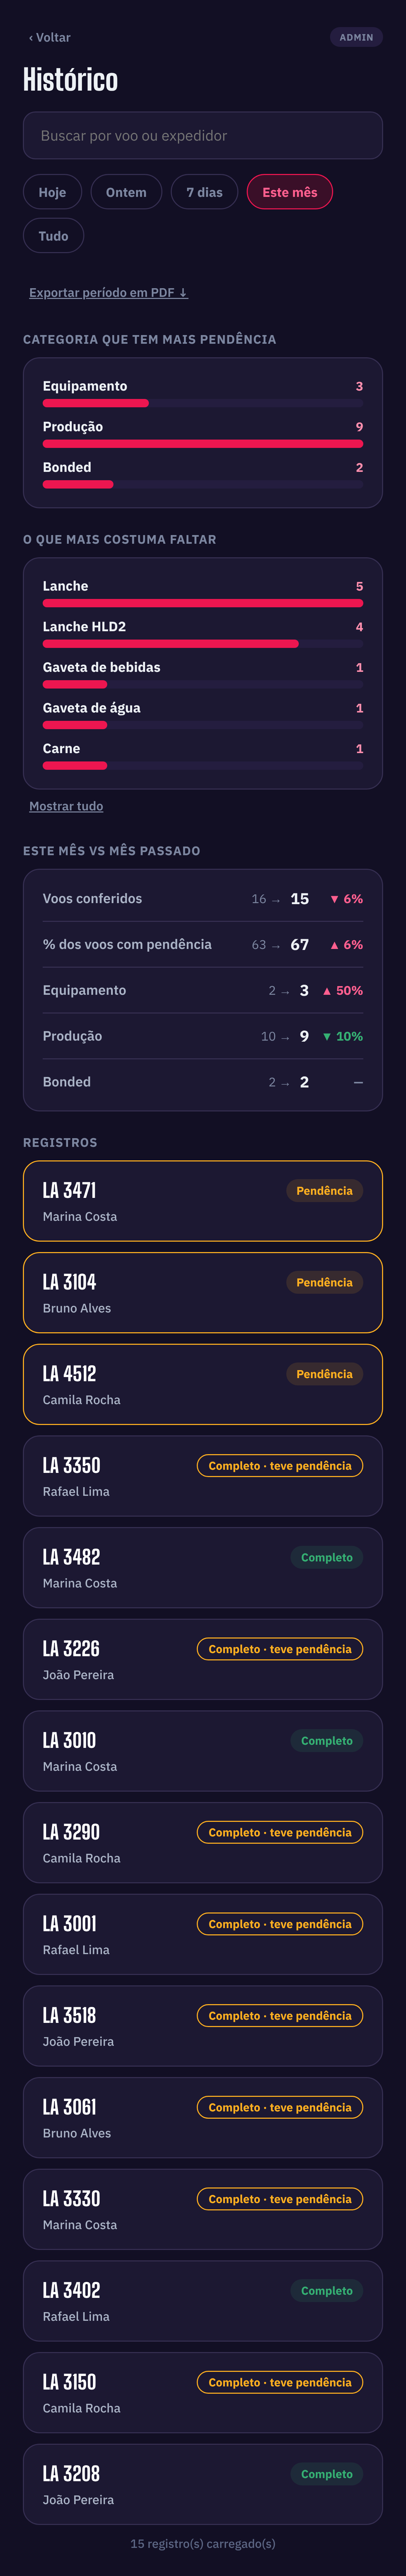 ‹ Voltar
ADMIN
Histórico
Buscar por voo ou expedidor
Hoje
Ontem
7 dias
Este mês
Tudo
Exportar período em PDF ↓
CATEGORIA QUE TEM MAIS PENDÊNCIA
Equipamento 3
Produção 9
Bonded 2
O QUE MAIS COSTUMA FALTAR
Lanche 5
Lanche HLD2 4
Gaveta de bebidas 1
Gaveta de água 1
Carne 1
Mostrar tudo
ESTE MÊS VS MÊS PASSADO
Voos conferidos 16 → 15 ▼ 6%
% dos voos com pendência 63 → 67 ▲ 6%
Equipamento 2 → 3 ▲ 50%
Produção 10 → 9 ▼ 10%
Bonded 2 → 2 —
REGISTROS
LA 3471 Pendência
Marina Costa
LA 3104 Pendência
Bruno Alves
LA 4512 Pendência
Camila Rocha
LA 3350 Completo · teve pendência
Rafael Lima
LA 3482 Completo
Marina Costa
LA 3226 Completo · teve pendência
João Pereira
LA 3010 Completo
Marina Costa
LA 3290 Completo · teve pendência
Camila Rocha
LA 3001 Completo · teve pendência
Rafael Lima
LA 3518 Completo · teve pendência
João Pereira
LA 3061 Completo · teve pendência
Bruno Alves
LA 3330 Completo · teve pendência
Marina Costa
LA 3402 Completo
Rafael Lima
LA 3150 Completo · teve pendência
Camila Rocha
LA 3208 Completo
João Pereira
15 registro(s) carregado(s)